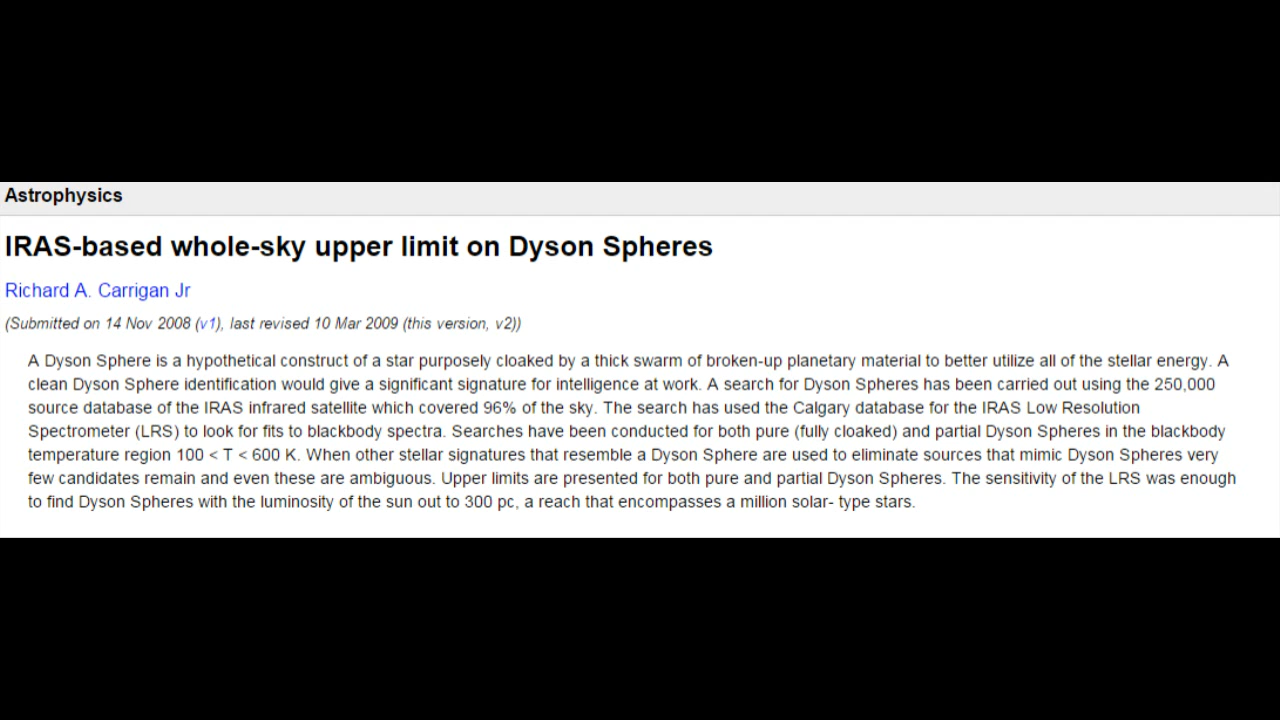 Astrophysics
IRAS-based whole-sky upper limit on Dyson Spheres
Richard A. Carrigan Jr
(Submitted on 14 Nov 2008 (v1), last revised 10 Mar 2009 (this version, v2))
A Dyson Sphere is a hypothetical construct of a star purposely cloaked by a thick swarm of broken-up planetary material to better utilize all of the stellar energy. A
clean Dyson Sphere identification would give a significant signature for intelligence at work. A search for Dyson Spheres has been carried out using the 250,000
source database of the IRAS infrared satellite which covered 96% of the sky. The search has used the Calgary database for the IRAS Low Resolution
Spectrometer (LRS) to look for fits to blackbody spectra. Searches have been conducted for both pure (fully cloaked) and partial Dyson Spheres in the blackbody
temperature region 100 < T < 600 K. When other stellar signatures that resemble a Dyson Sphere are used to eliminate sources that mimic Dyson Spheres very
few candidates remain and even these are ambiguous. Upper limits are presented for both pure and partial Dyson Spheres. The sensitivity of the LRS was enough
to find Dyson Spheres with the luminosity of the sun out to 300 pc, a reach that encompasses a million solar- type stars.